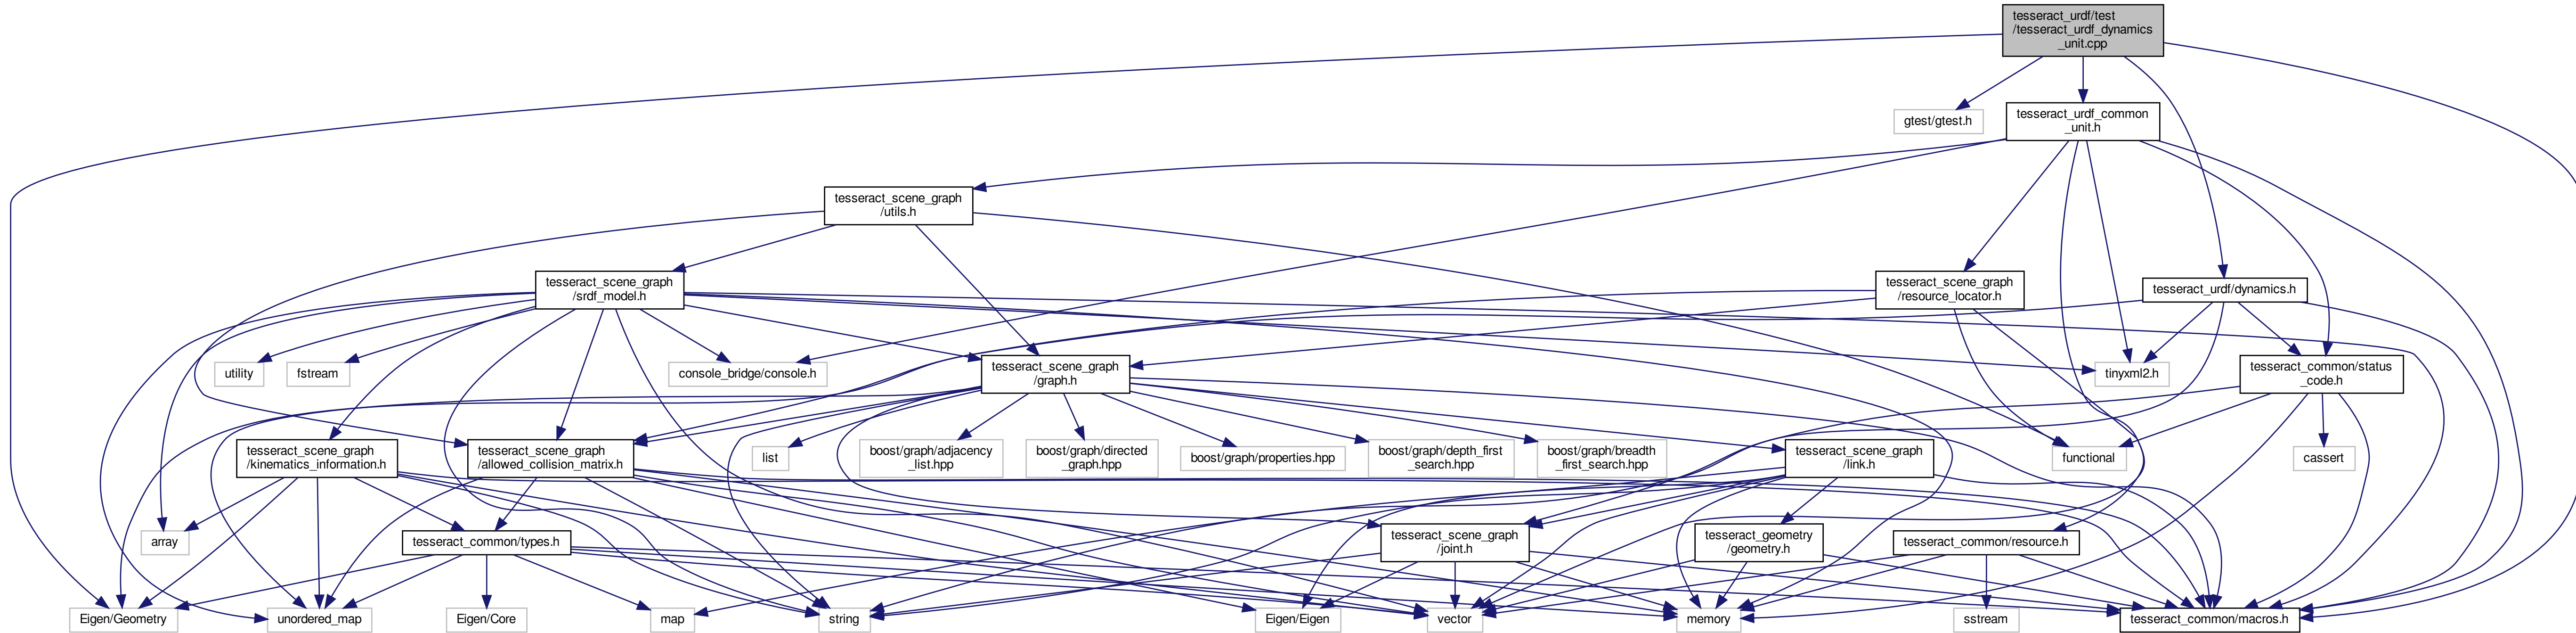 tesseract_urdf/test
/tesseract_urdf_dynamics
_unit.cpp
gtest/gtest.h
tesseract_urdf_common
_unit.h
tesseract_scene_graph
/utils.h
tesseract_scene_graph
/srdf_model.h
tesseract_scene_graph
/resource_locator.h
tesseract_urdf/dynamics.h
utility
fstream
console_bridge/console.h
tesseract_scene_graph
/graph.h
tinyxml2.h
tesseract_common/status
_code.h
tesseract_scene_graph
/kinematics_information.h
tesseract_scene_graph
/allowed_collision_matrix.h
list
boost/graph/adjacency
_list.hpp
boost/graph/directed
_graph.hpp
boost/graph/properties.hpp
boost/graph/depth_first
_search.hpp
boost/graph/breadth
_first_search.hpp
tesseract_scene_graph
/link.h
functional
cassert
array
tesseract_common/types.h
tesseract_scene_graph
/joint.h
tesseract_geometry
/geometry.h
tesseract_common/resource.h
Eigen/Geometry
unordered_map
Eigen/Core
map
string
Eigen/Eigen
vector
memory
sstream
tesseract_common/macros.h